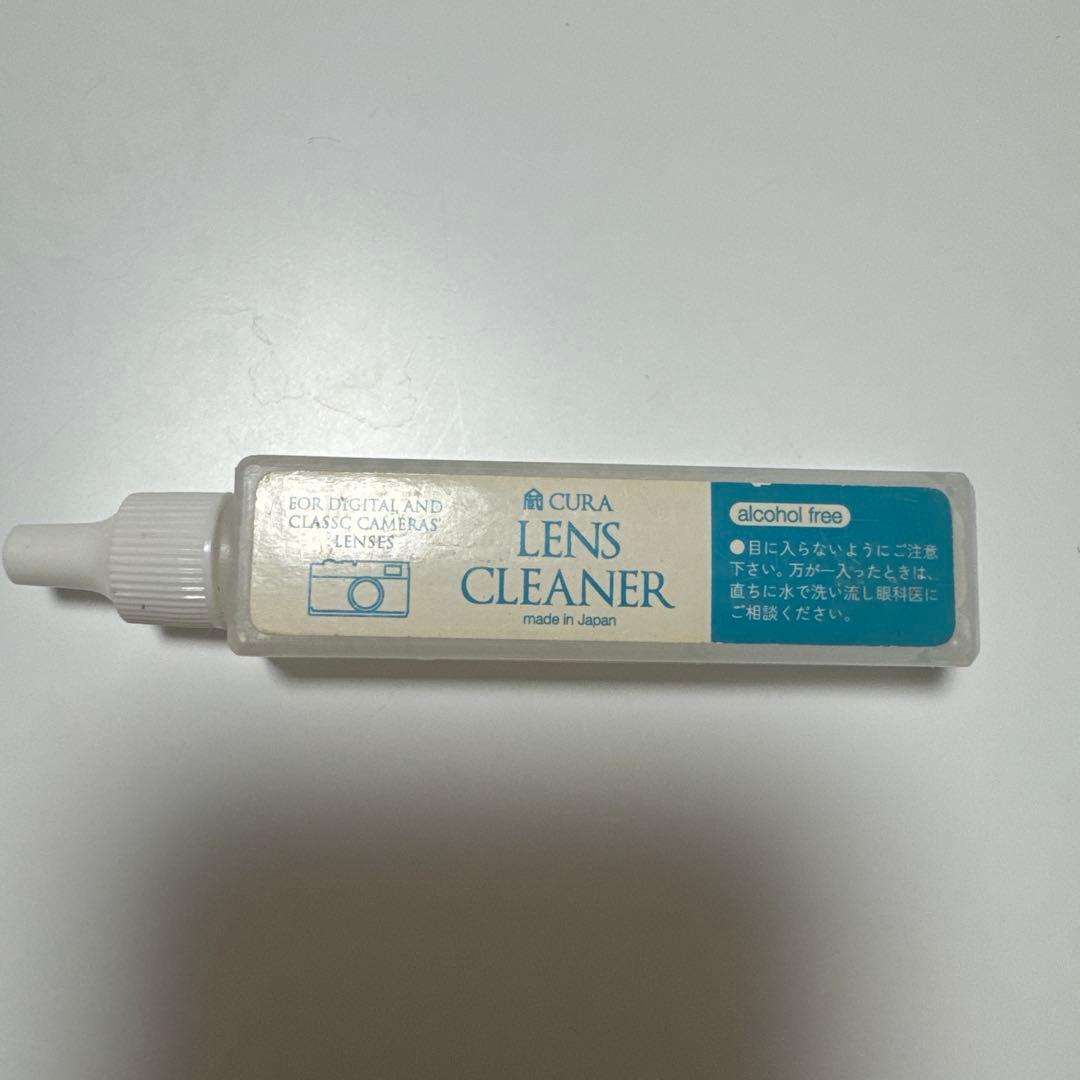 FOR DIGITAL AND
CLASSC CAMERAS'
LENSES
CURA
LENS
CLEANER
made in Japan
alcohol free
●目に入らないようにご注意
下さい。万が一入ったときは、
直ちに水で洗い流し眼科医に
ご相談ください。